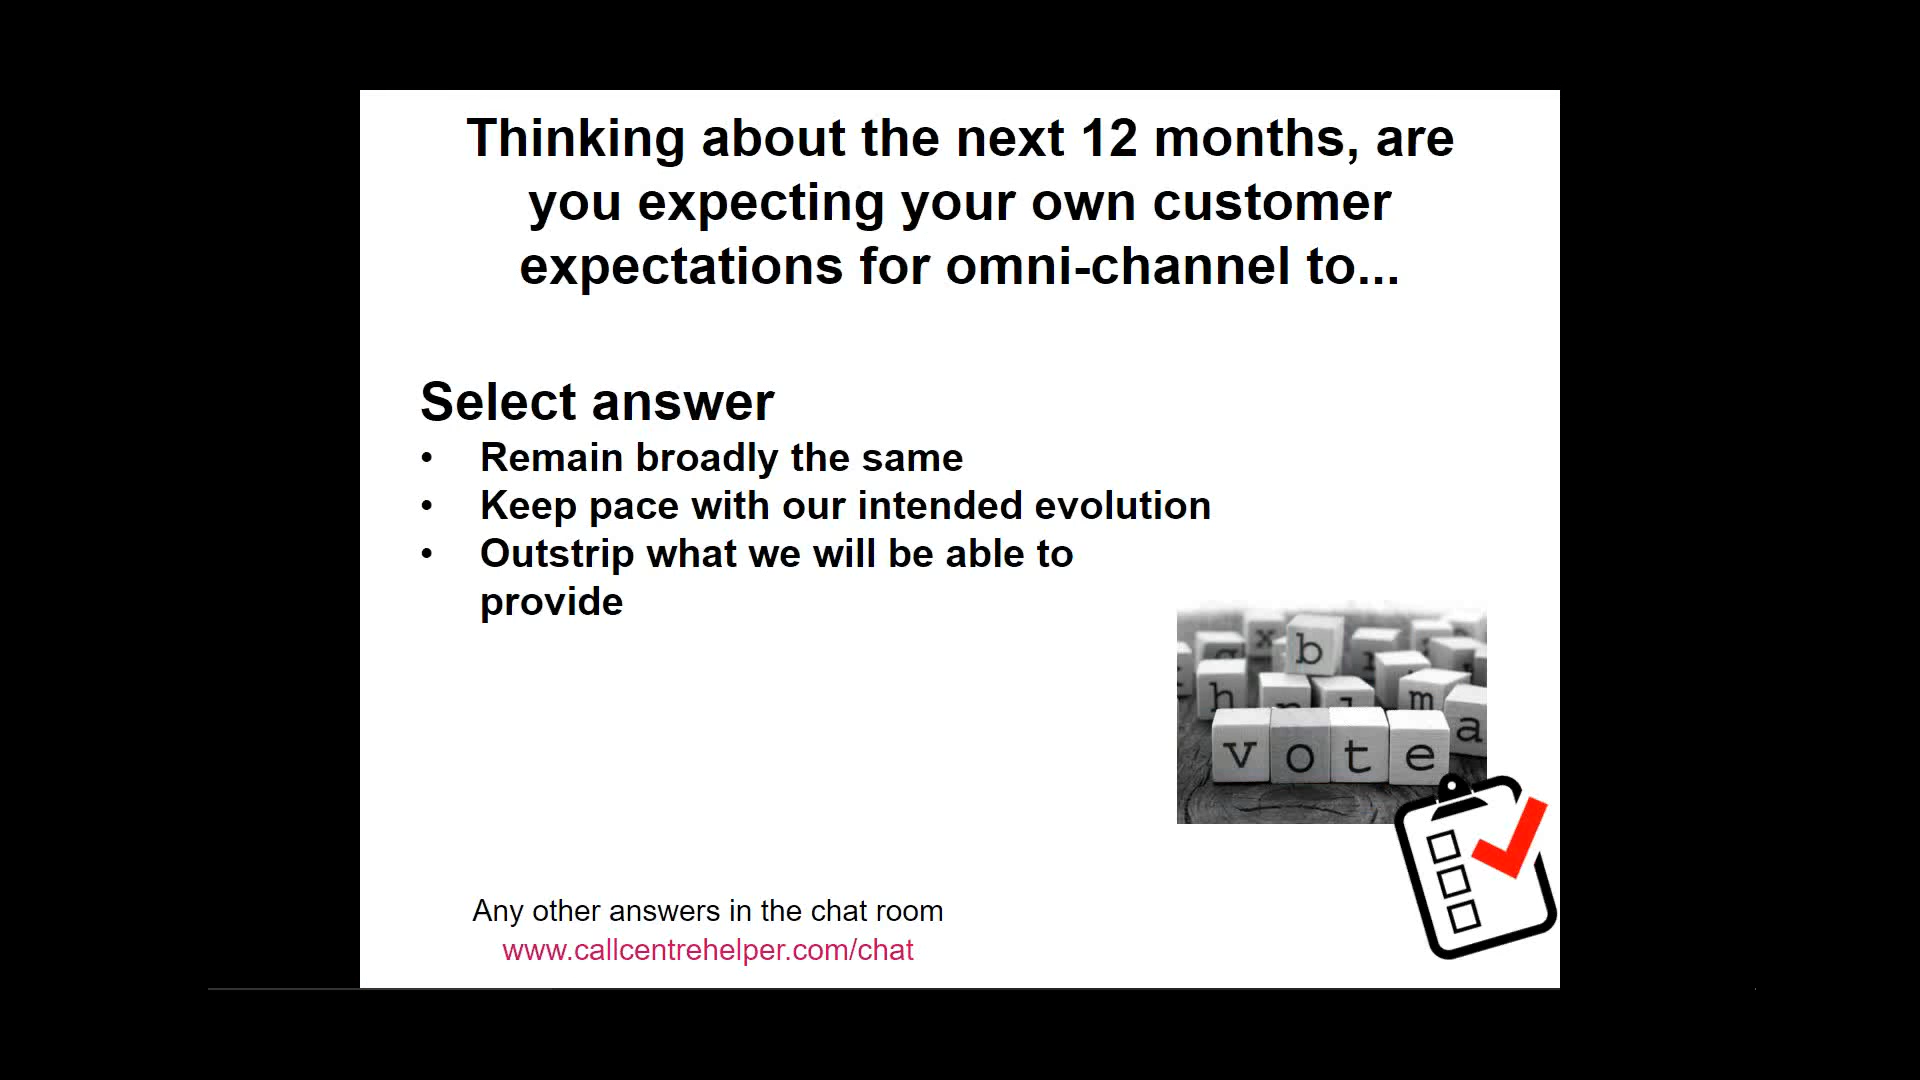 Thinking about the next 12 months, are
you expecting your own customer
expectations for omni-channel to...
Select answer
• Remain broadly the same
• Keep pace with our intended evolution
• Outstrip what we will be able to
provide
x b
h m
a
v o t e
Any other answers in the chat room
www.callcentrehelper.com/chat